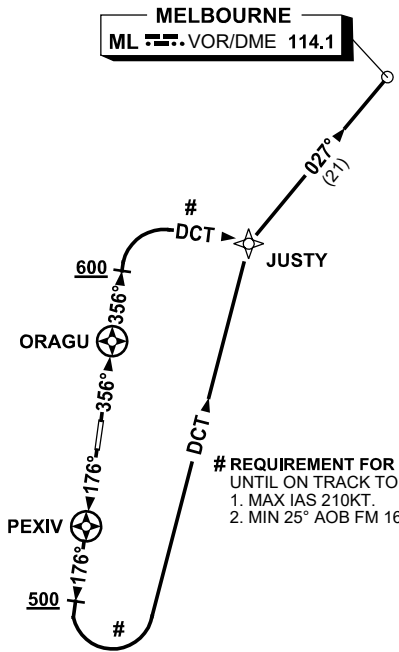 MELBOURNE
ML VOR/DME 114.1
027°
(21)
#
DCT
JUSTY
600
356°
ORAGU
356°
DCT
# REQUIREMENT FOR
UNTIL ON TRACK TO
1. MAX IAS 210KT.
2. MIN 25° AOB FM 16
176°
PEXIV
176°
500
#